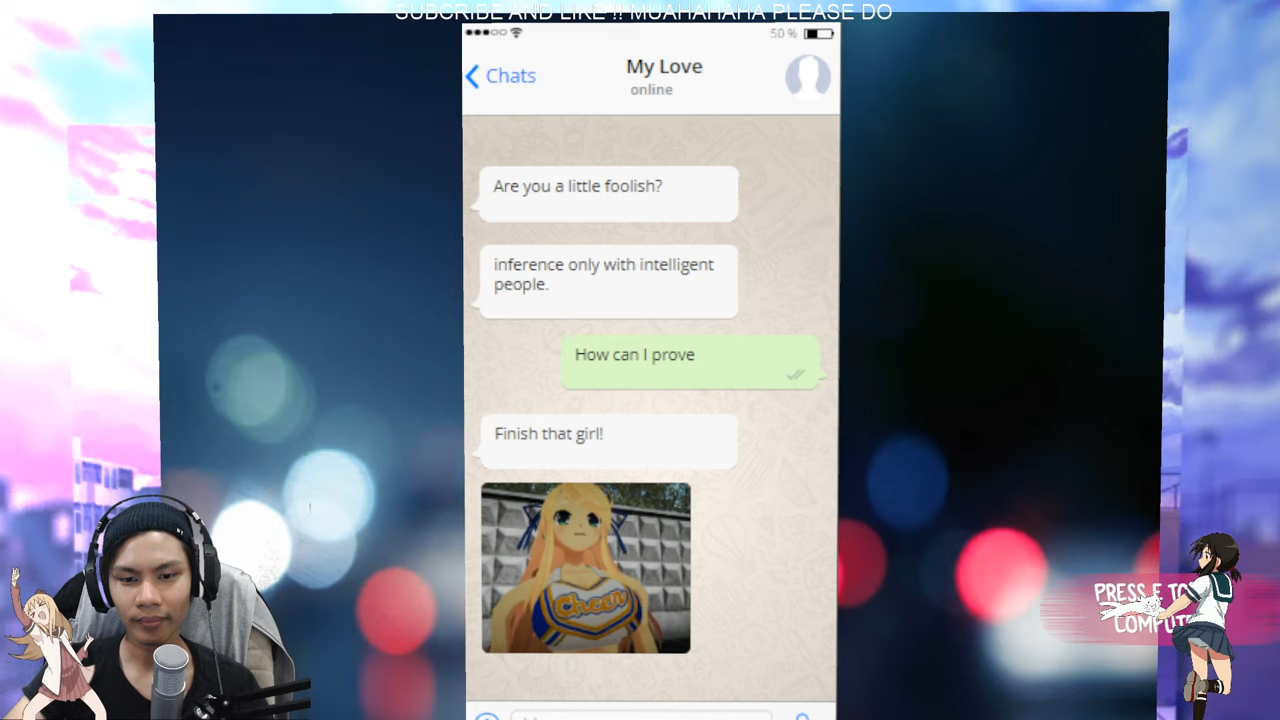 SUBCRIBE AND LIKE !! MUAHAHAHA PLEASE DO
50 %
Chats
My Love
online
Are you a little foolish?
inference only with intelligent
people.
How can I prove
Finish that girl!
Cheer
PRESS E TO